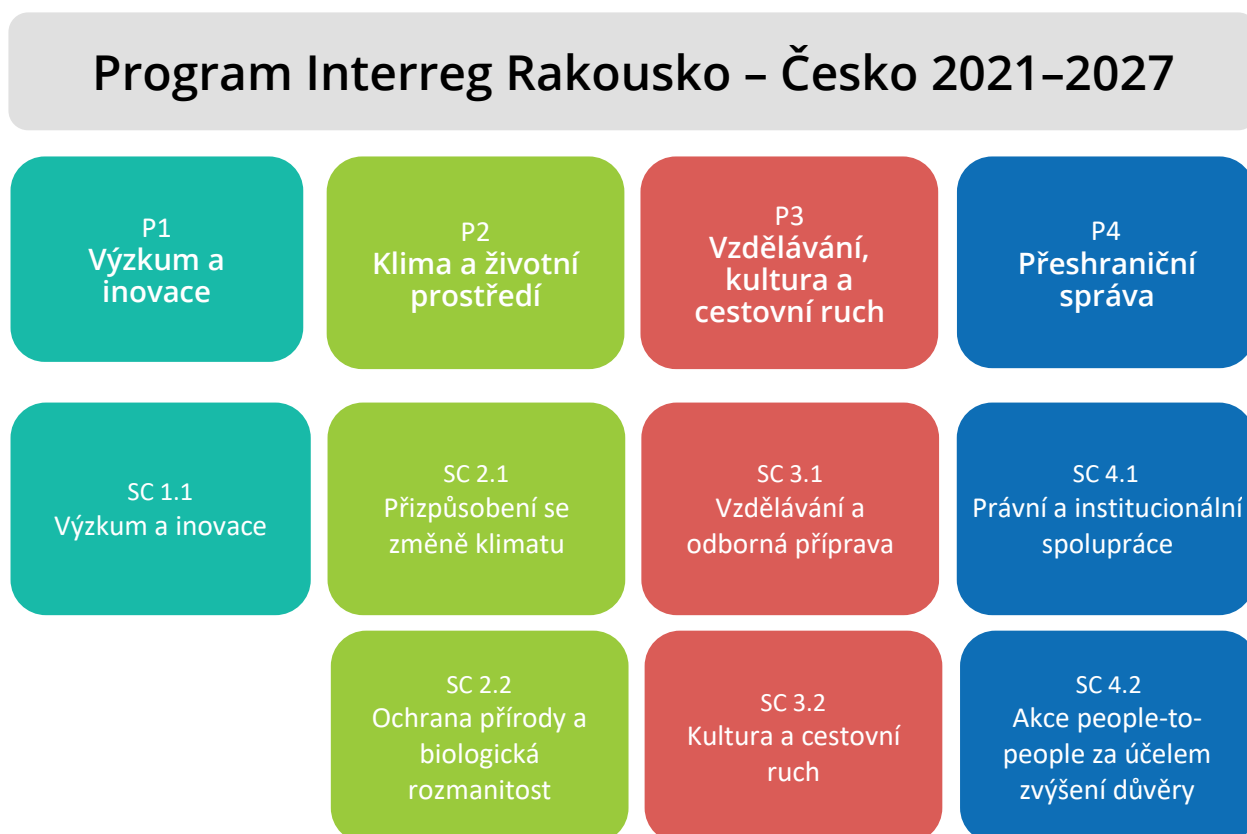 Program Interreg Rakousko – Česko 2021–2027
P1
Výzkum a
inovace
P2
Klima a životní
prostředí
P3
Vzdělávání,
kultura a
cestovní ruch
P4
Přeshraniční
správa
SC 1.1
Výzkum a inovace
SC 2.1
Přizpůsobení se
změně klimatu
SC 3.1
Vzdělávání a
odborná příprava
SC 4.1
Právní a institucionální
spolupráce
SC 2.2
Ochrana přírody a
biologická
rozmanitost
SC 3.2
Kultura a cestovní
ruch
SC 4.2
Akce people-to-
people za účelem
zvýšení důvěry